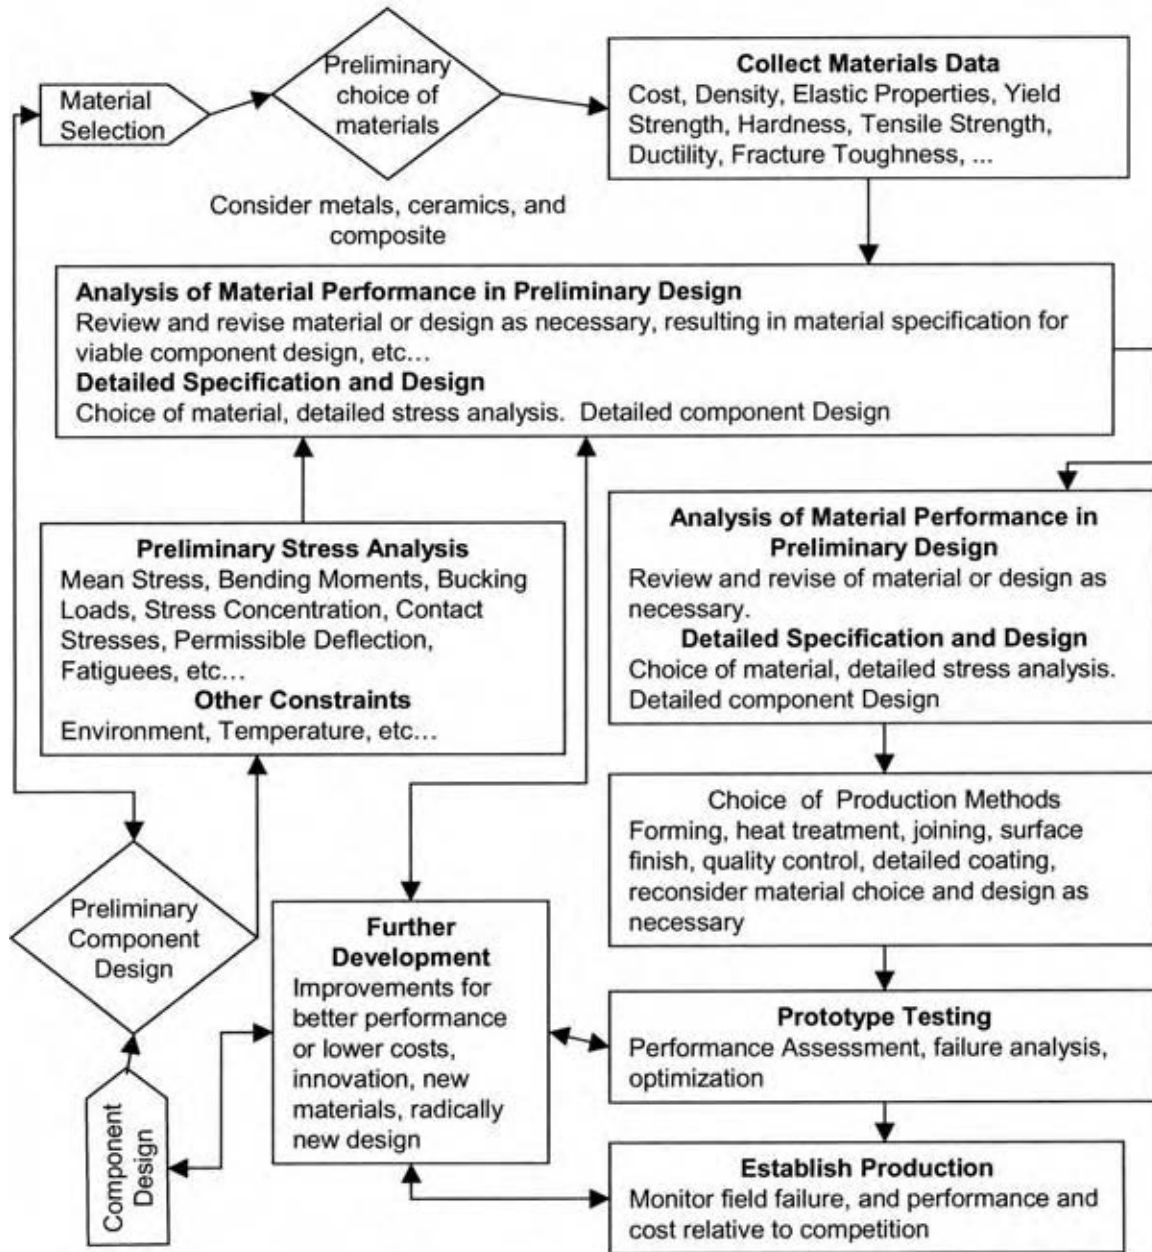 Material
Selection
Preliminary
choice of
materials
Consider metals, ceramics, and
composite
Collect Materials Data
Cost, Density, Elastic Properties, Yield
Strength, Hardness, Tensile Strength,
Ductility, Fracture Toughness, ...
Analysis of Material Performance in Preliminary Design
Review and revise material or design as necessary, resulting in material specification for
viable component design, etc...
Detailed Specification and Design
Choice of material, detailed stress analysis. Detailed component Design
Preliminary Stress Analysis
Mean Stress, Bending Moments, Bucking
Loads, Stress Concentration, Contact
Stresses, Permissible Deflection,
Fatiguees, etc...
Other Constraints
Environment, Temperature, etc...
Analysis of Material Performance in
Preliminary Design
Review and revise of material or design as
necessary.
Detailed Specification and Design
Choice of material, detailed stress analysis.
Detailed component Design
Choice of Production Methods
Forming, heat treatment, joining, surface
finish, quality control, detailed coating,
reconsider material choice and design as
necessary
Preliminary
Component
Design
Further
Development
Improvements for
better performance
or lower costs,
innovation, new
materials, radically
new design
Prototype Testing
Performance Assessment, failure analysis,
optimization
Component
Design
Establish Production
Monitor field failure, and performance and
cost relative to competition